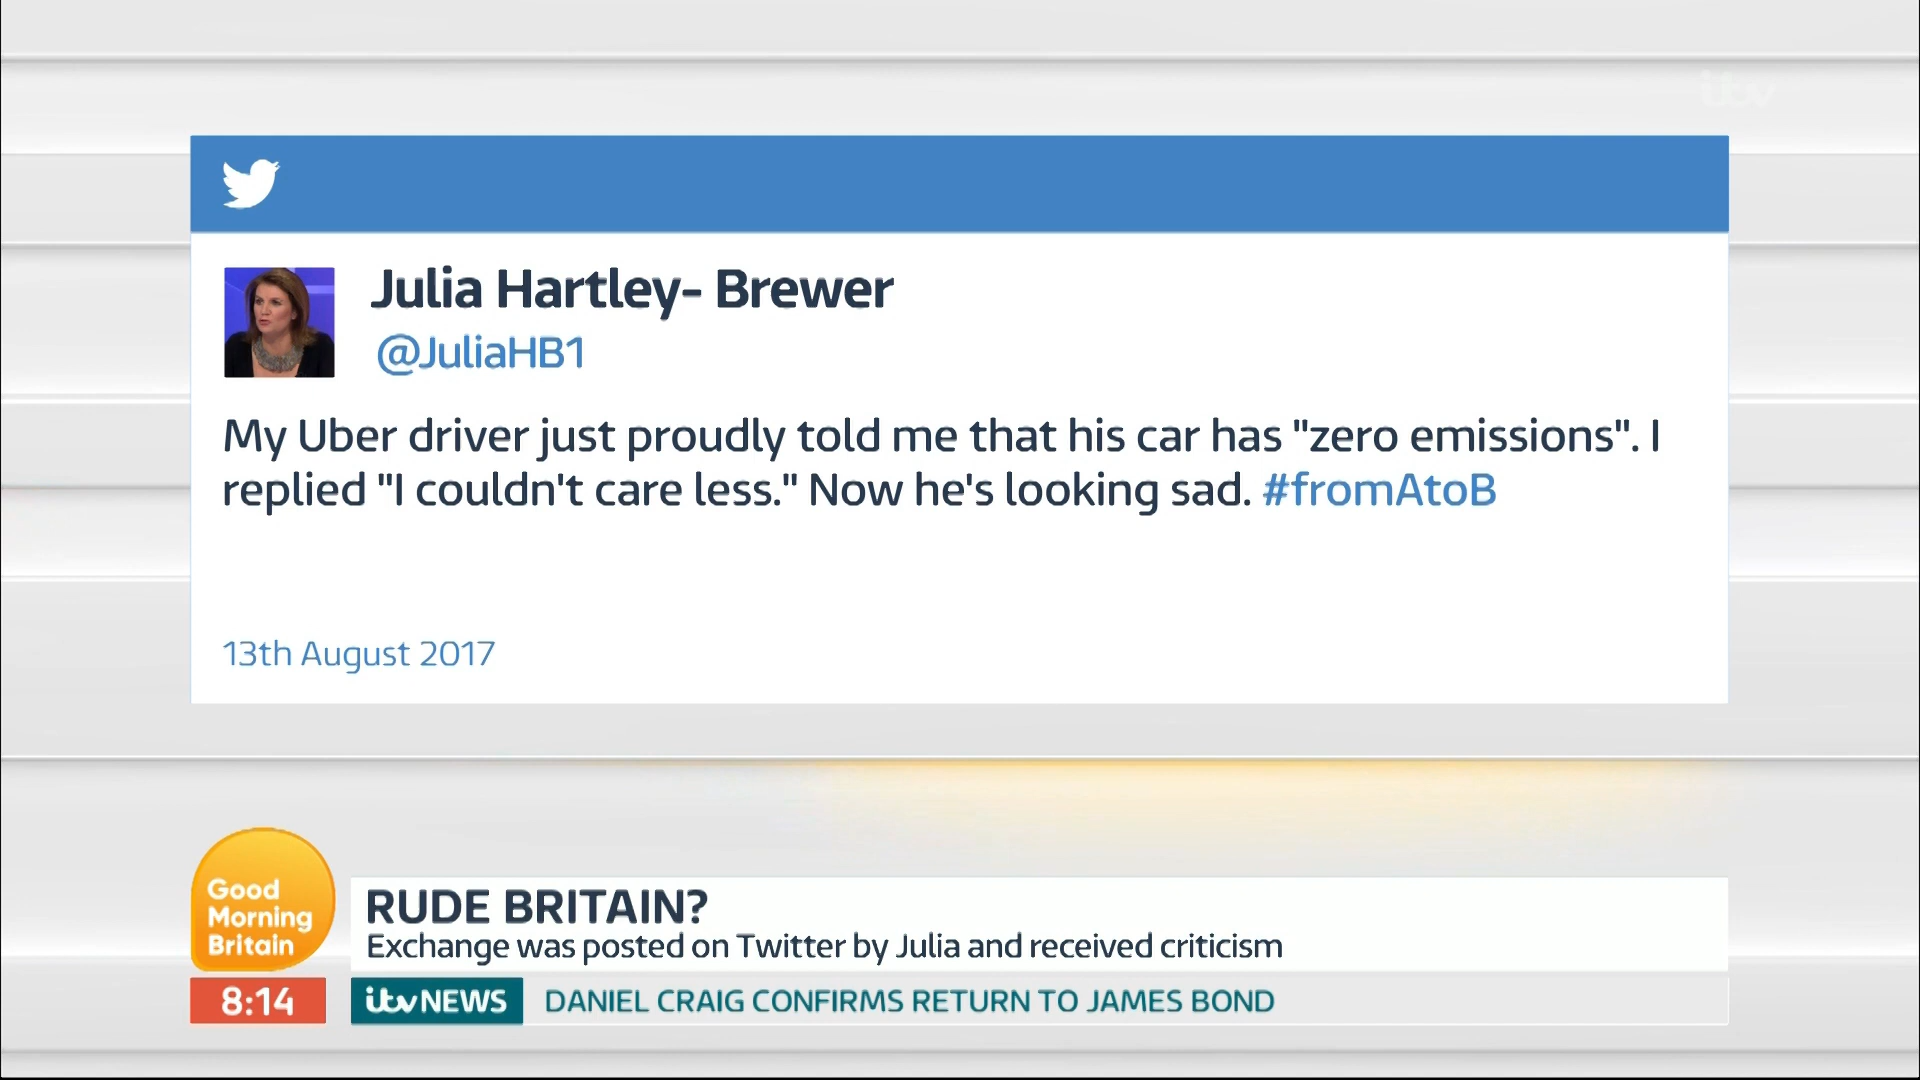 itv
Julia Hartley- Brewer
@JuliaHB1
My Uber driver just proudly told me that his car has "zero emissions". I
replied "I couldn't care less." Now he's looking sad. #fromAtoB
13th August 2017
Good
Morning
Britain
RUDE BRITAIN?
Exchange was posted on Twitter by Julia and received criticism
8:14
itv NEWS
DANIEL CRAIG CONFIRMS RETURN TO JAMES BOND